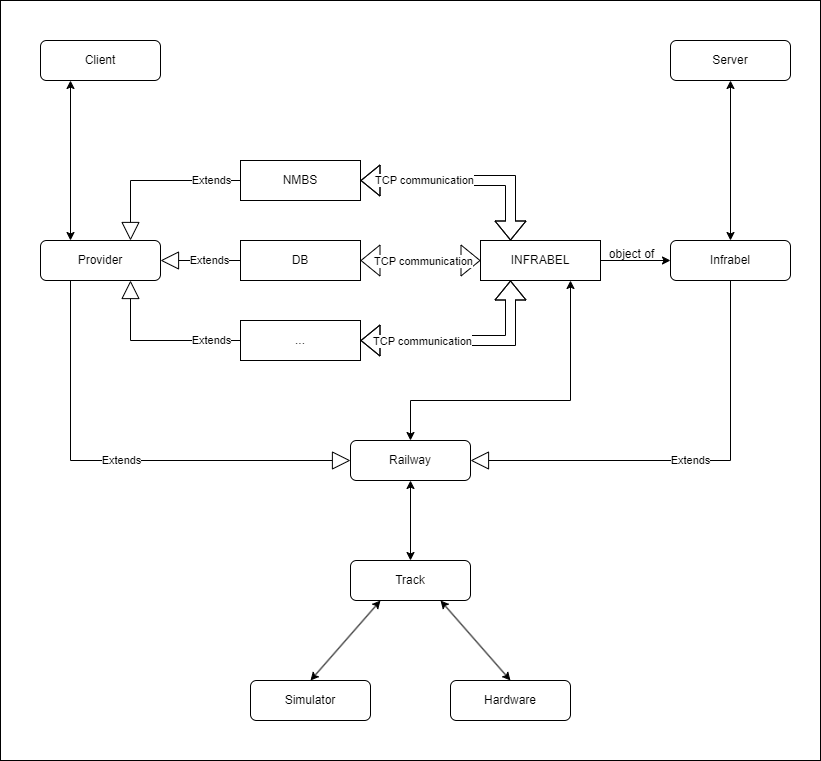 Client
Server
Extends
NMBS
TCP communication
Provider
Extends
DB
TCP communication
INFRABEL
object of
Infrabel
Extends
...
TCP communication
Extends
Railway
Extends
Track
Simulator
Hardware